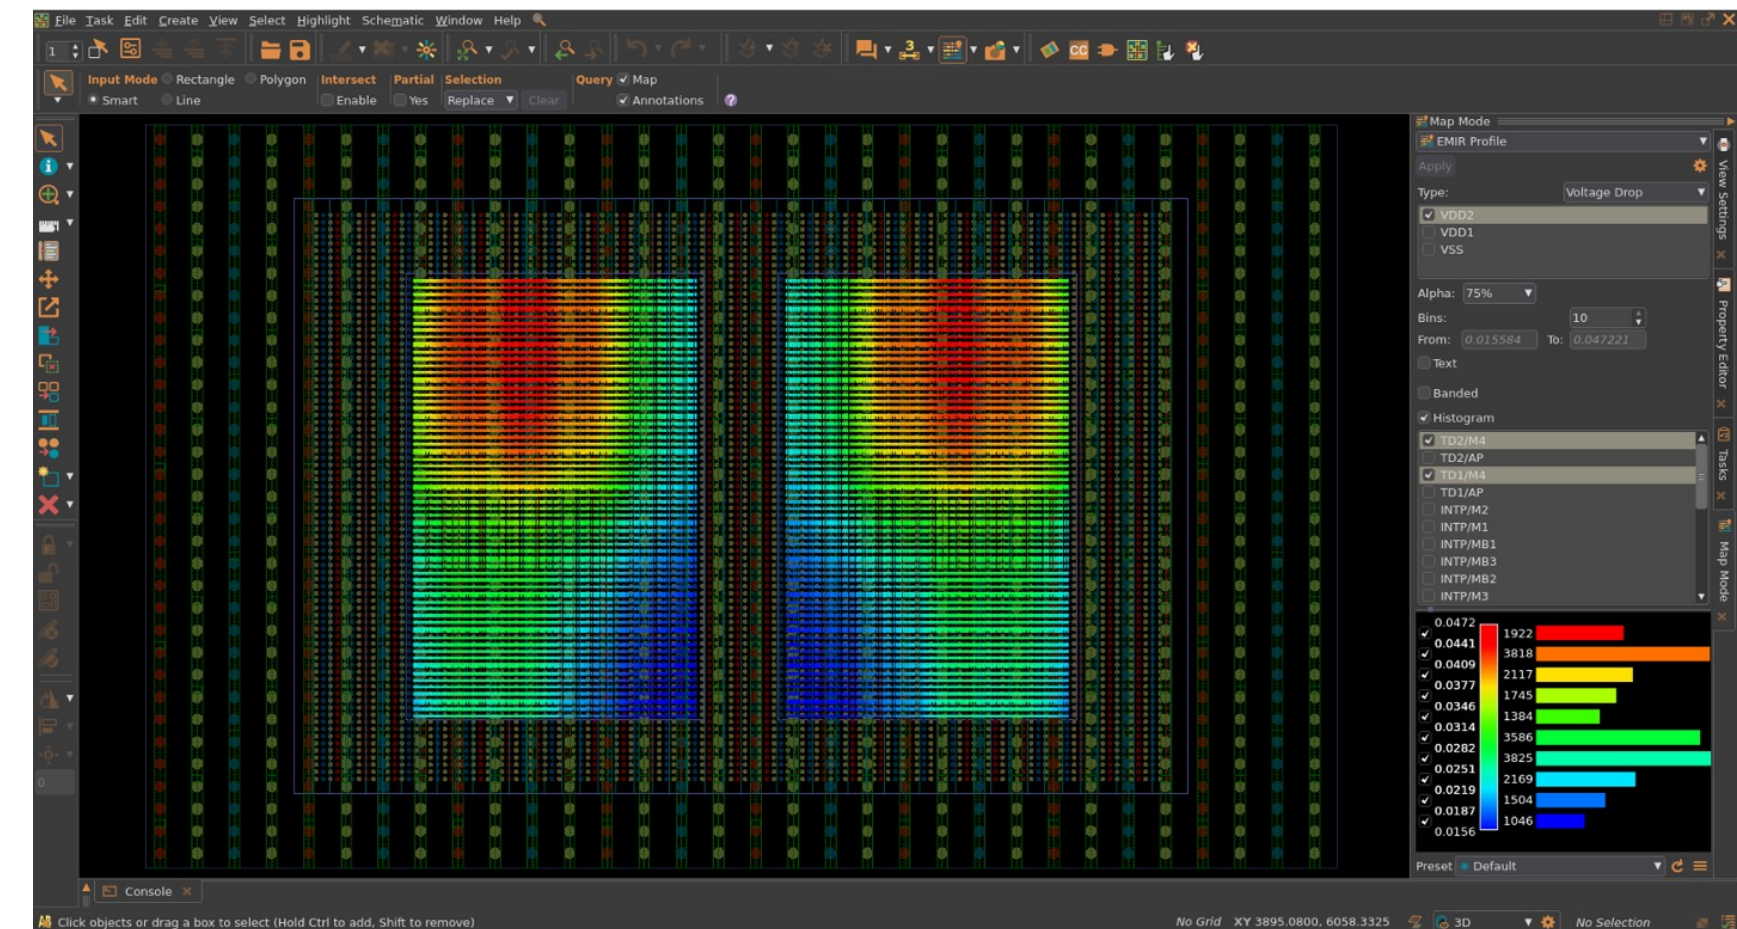 File Task Edit Create View Select Highlight Schematic Window Help
1
3
CC
Input Mode Rectangle Polygon Intersect Partial Selection Query Map
Smart Line Enable Yes Replace Clear Annotations
Map Mode
EMIR Profile
Apply
Type: Voltage Drop
VDD2
VDD1
VSS
Alpha: 75%
Bins: 10
From: 0.015584 To: 0.047221
Text
Banded
Histogram
TD2/M4
TD2/AP
TD1/M4
TD1/AP
INTP/M2
INTP/M1
INTP/MB1
INTP/MB3
INTP/MB2
INTP/M3
View Settings
Property Editor
Tasks
Map Mode
0.0472
1922
0.0441
3818
0.0409
2117
0.0377
1745
0.0346
1384
0.0314
3586
0.0282
3825
0.0251
2169
0.0219
1504
0.0187
1046
0.0156
Preset Default
0
Console
Click objects or drag a box to select (Hold Ctrl to add, Shift to remove) No Grid XY 3895.0800, 6058.3325 3D No Selection